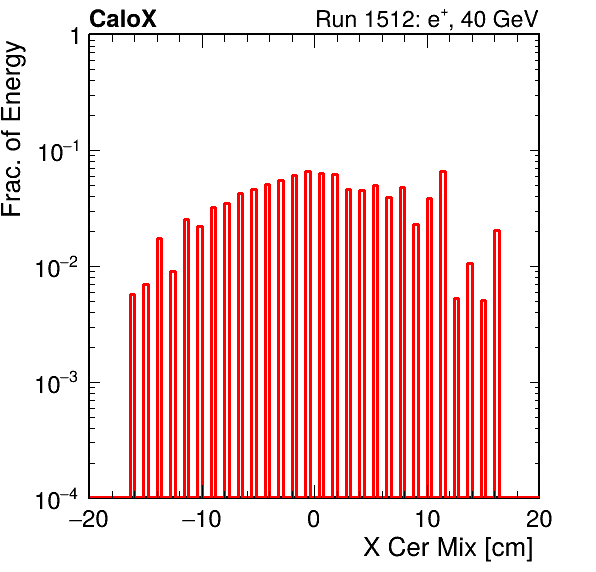 CaloX Run 1512: e⁺, 40 GeV
Frac. of Energy
1
10⁻¹
10⁻²
10⁻³
10⁻⁴
−20 −10 0 10 20
X Cer Mix [cm]